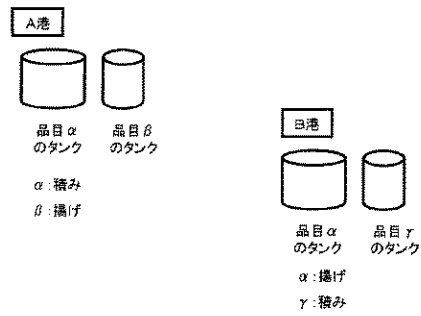 A港
品目α
のタンク
品目β
のタンク
α:積み
β:揚げ
B港
品目α
のタンク
品目γ
のタンク
α:揚げ
γ:積み